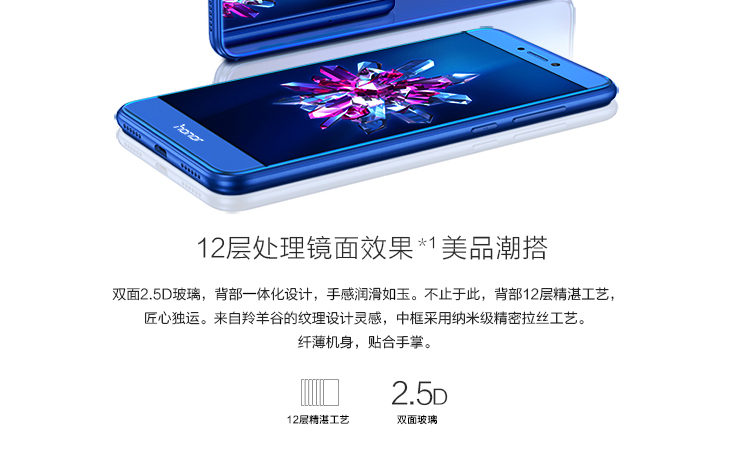 honor
12层处理镜面效果*1美品潮搭
双面2.5D玻璃，背部一体化设计，手感润滑如玉。不止于此，背部12层精湛工艺，
匠心独运。来自羚羊谷的纹理设计灵感，中框采用纳米级精密拉丝工艺。
纤薄机身，贴合手掌。
2.5D
12层精湛工艺 双面玻璃